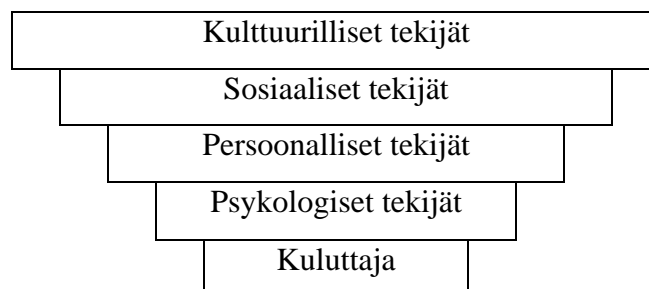 Kulttuurilliset tekijät
Sosiaaliset tekijät
Persoonalliset tekijät
Psykologiset tekijät
Kuluttaja